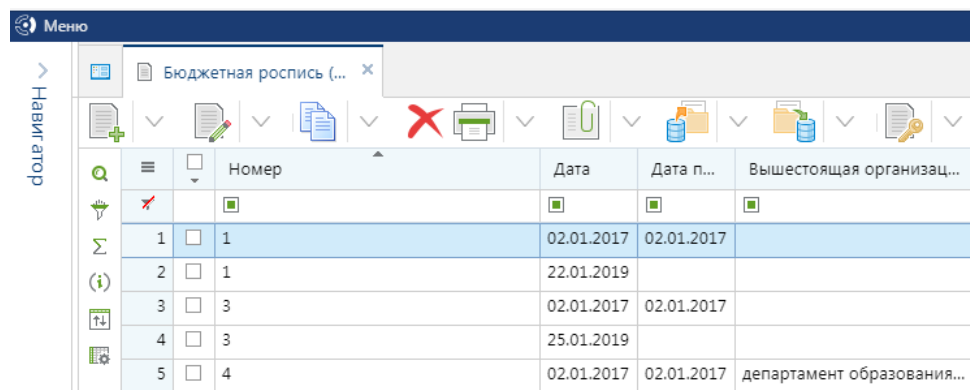 Меню
Навигатор
Бюджетная роспись (...
Номер Дата Дата п... Вышестоящая организац...
1 1 02.01.2017 02.01.2017
2 1 22.01.2019
3 3 02.01.2017 02.01.2017
4 3 25.01.2019
5 4 02.01.2017 02.01.2017 департамент образования...